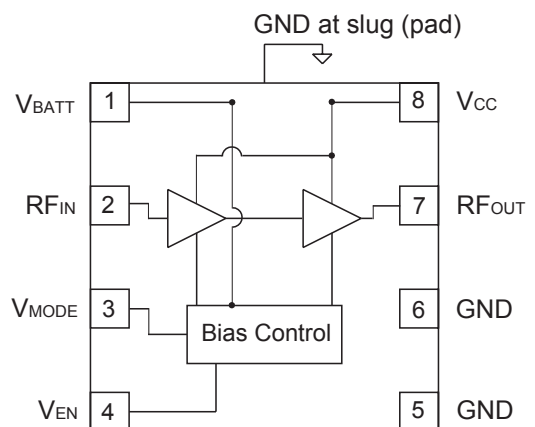 GND at slug (pad)
VBATT 1 8 VCC
RFIN 2 7 RFOUT
VMODE 3 6 GND
Bias Control
VEN 4 5 GND